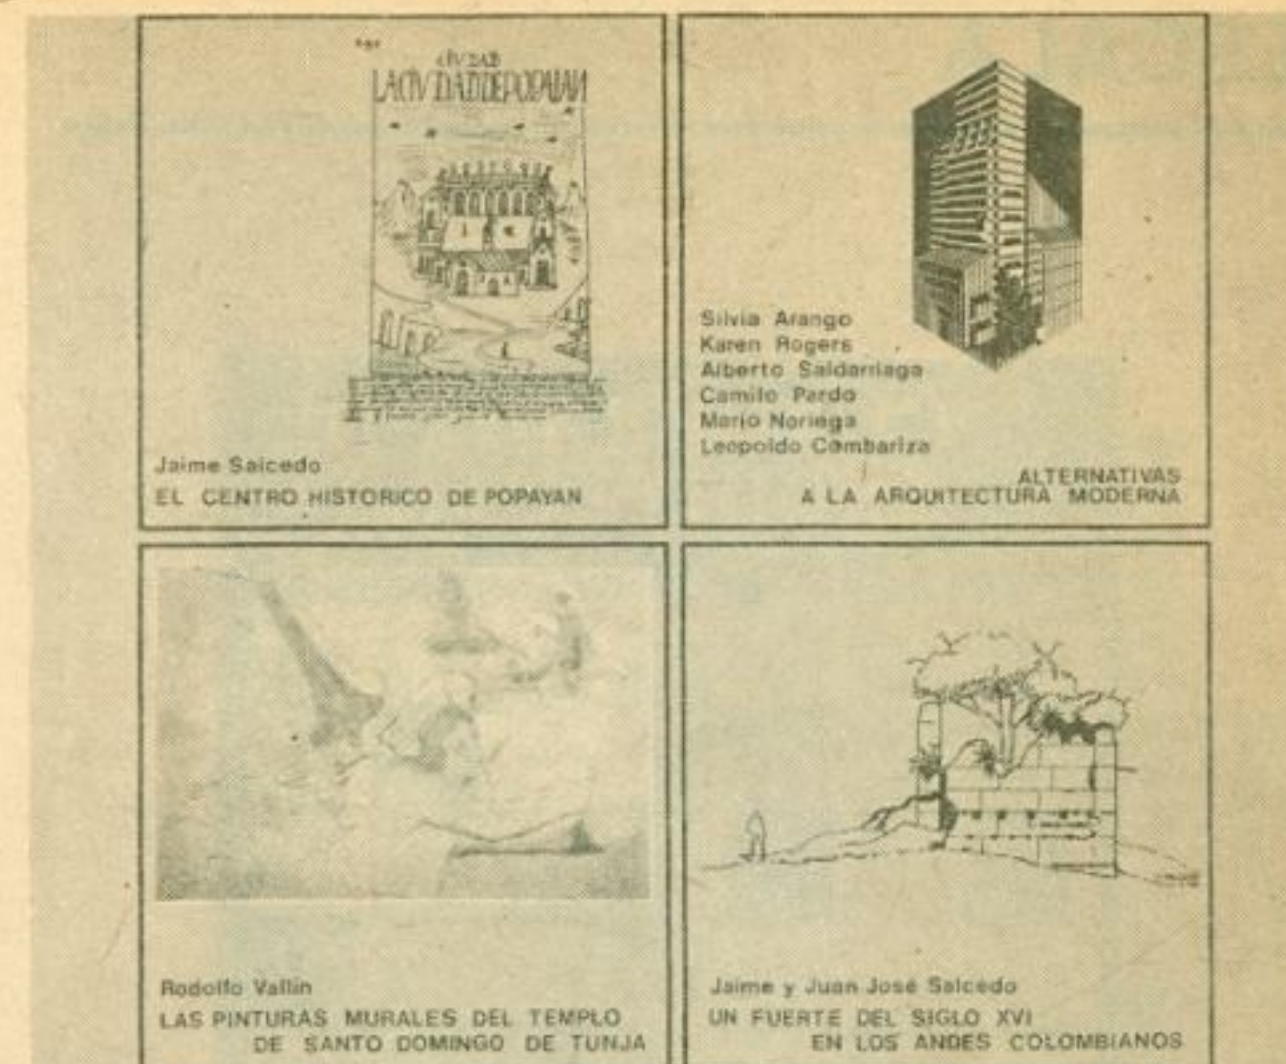 CIVDAD
LA CIVDAD DE POPAIAN
Jaime Salcedo
EL CENTRO HISTORICO DE POPAYAN
Silvia Arango
Karen Rogers
Alberto Saldarriaga
Camilo Pardo
Mario Noriega
Leopoldo Combariza
ALTERNATIVAS
A LA ARQUITECTURA MODERNA
Rodolfo Vallín
LAS PINTURAS MURALES DEL TEMPLO
DE SANTO DOMINGO DE TUNJA
Jaime y Juan José Salcedo
UN FUERTE DEL SIGLO XVI
EN LOS ANDES COLOMBIANOS